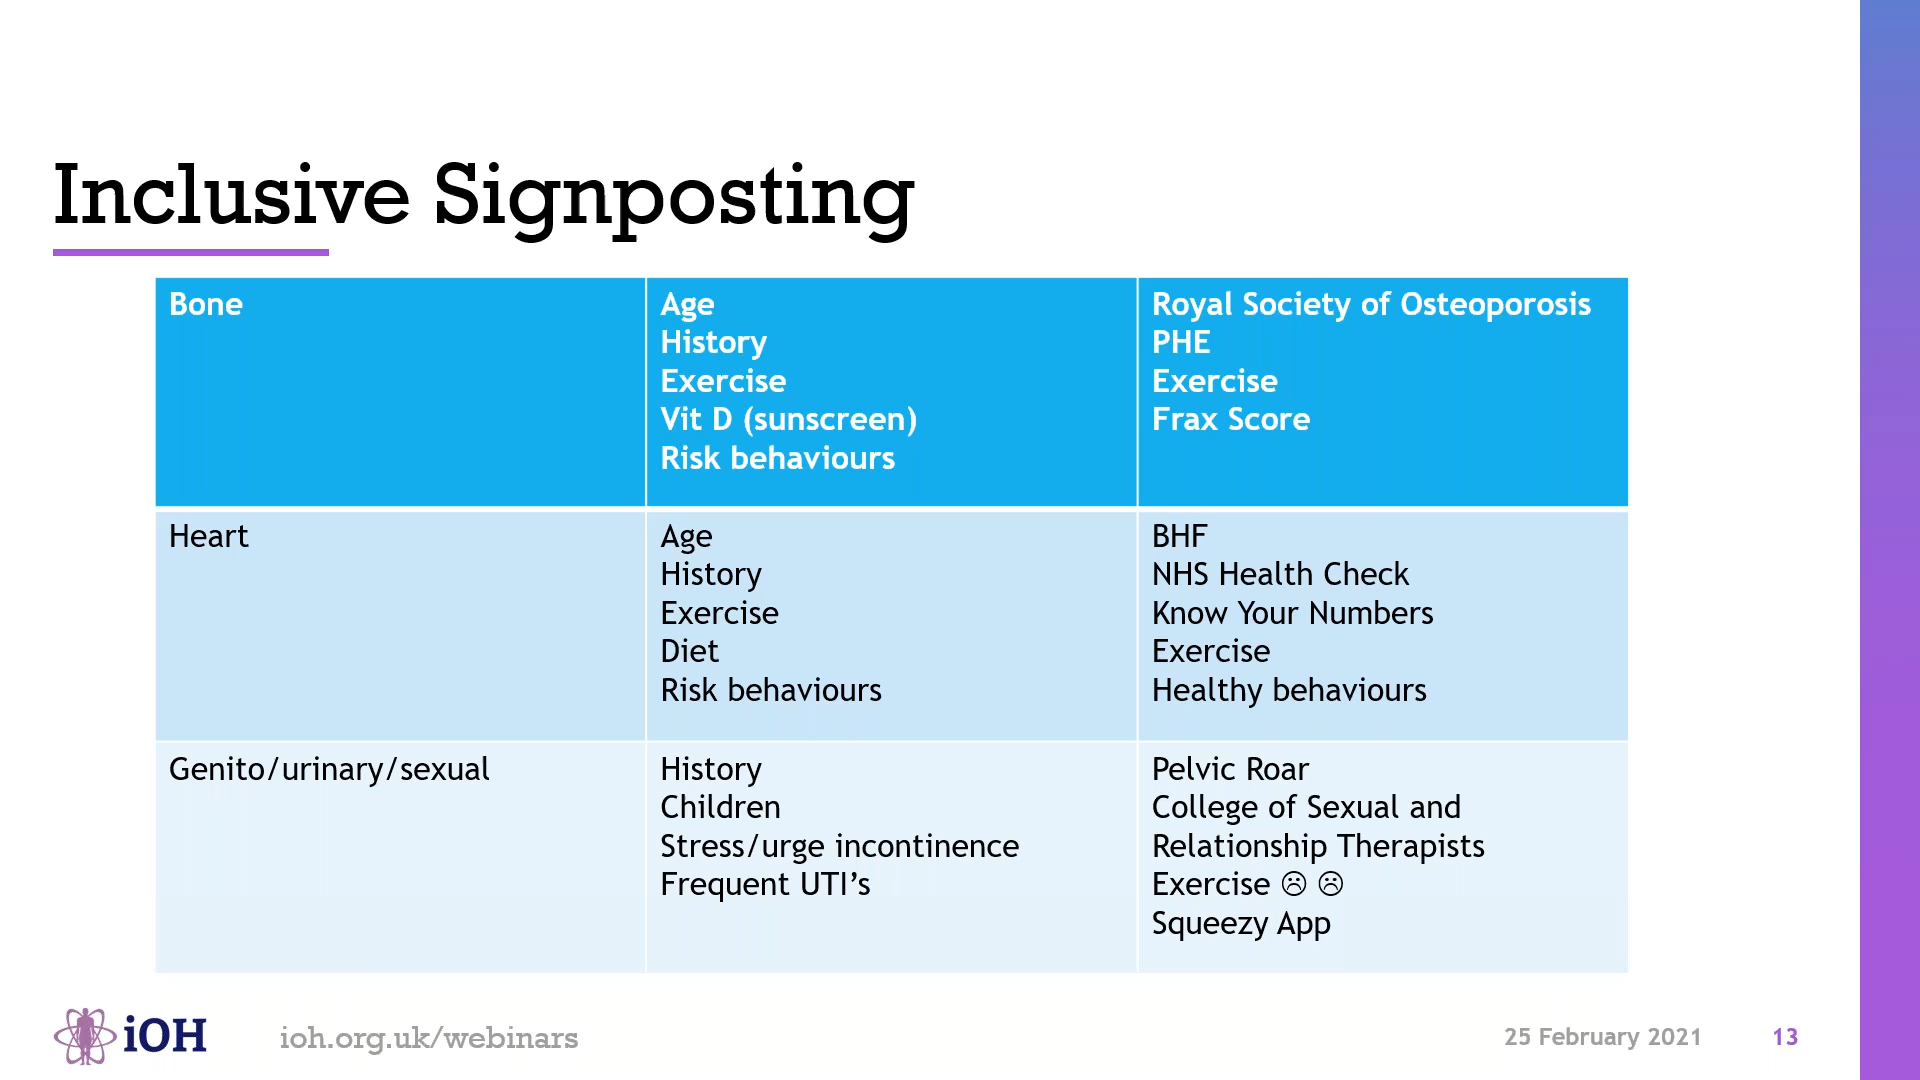 Inclusive Signposting
Bone
Age
History
Exercise
Vit D (sunscreen)
Risk behaviours
Royal Society of Osteoporosis
PHE
Exercise
Frax Score
Heart
Age
History
Exercise
Diet
Risk behaviours
BHF
NHS Health Check
Know Your Numbers
Exercise
Healthy behaviours
Genito/urinary/sexual
History
Children
Stress/urge incontinence
Frequent UTI’s
Pelvic Roar
College of Sexual and
Relationship Therapists
Exercise ☹ ☹
Squeezy App
iOH
ioh.org.uk/webinars
25 February 2021
13